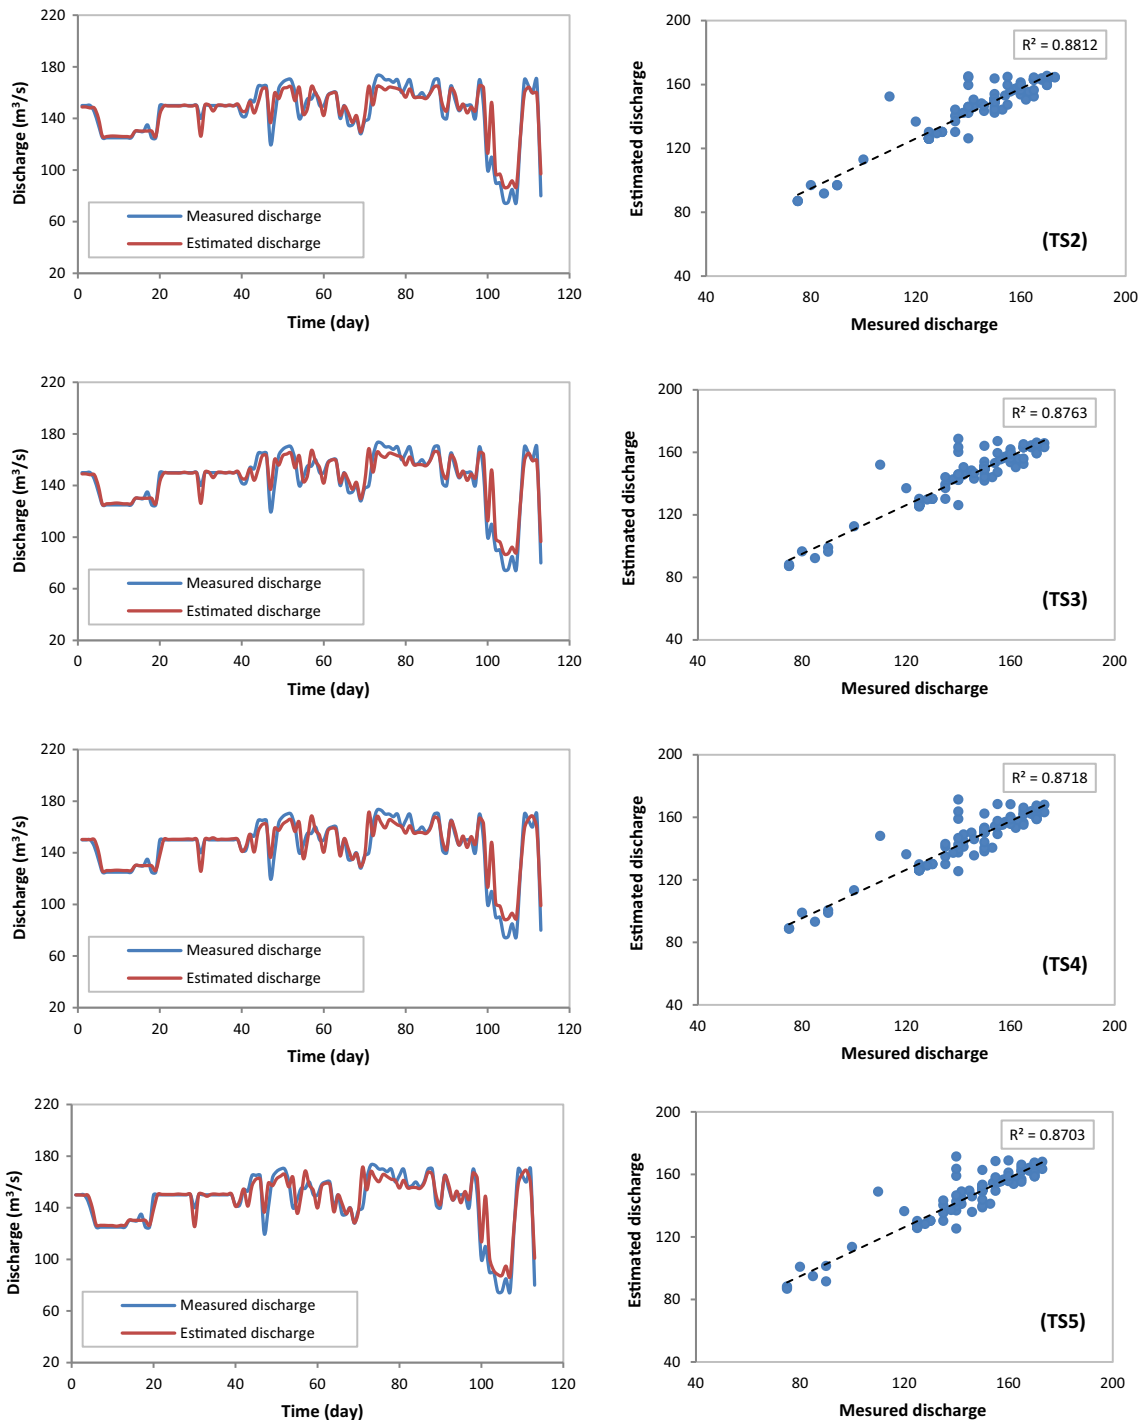 220
180
140
100
60
20
Discharge (m³/s)
Measured discharge
Estimated discharge
0 20 40 60 80 100 120
Time (day)
200
160
120
80
40
Estimated discharge
R² = 0.8812
(TS2)
40 80 120 160 200
Mesured discharge
220
180
140
100
60
20
Discharge (m³/s)
Measured discharge
Estimated discharge
0 20 40 60 80 100 120
Time (day)
200
160
120
80
40
Estimated discharge
R² = 0.8763
(TS3)
40 80 120 160 200
Mesured discharge
220
180
140
100
60
20
Discharge (m³/s)
Measured discharge
Estimated discharge
0 20 40 60 80 100 120
Time (day)
200
160
120
80
40
Estimated discharge
R² = 0.8718
(TS4)
40 80 120 160 200
Mesured discharge
220
180
140
100
60
20
Discharge (m³/s)
Measured discharge
Estimated discharge
0 20 40 60 80 100 120
Time (day)
200
160
120
80
40
Estimated discharge
R² = 0.8703
(TS5)
40 80 120 160 200
Mesured discharge